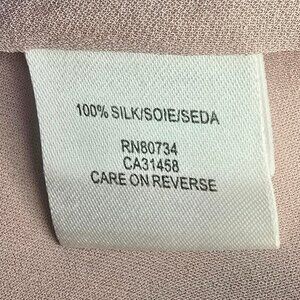 100% SILK/SOIE/SEDA
RN80734
CA31458
CARE ON REVERSE